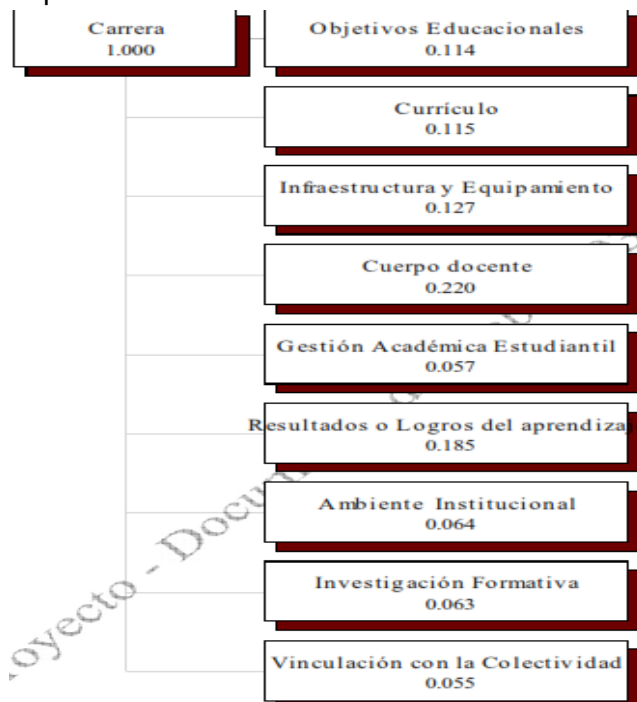 Carrera
1.000
Objetivos Educacionales
0.114
Currículo
0.115
Infraestructura y Equipamiento
0.127
Cuerpo docente
0.220
Gestión Académica Estudiantil
0.057
Resultados o Logros del aprendizaj
0.185
Ambiente Institucional
0.064
Investigación Formativa
0.063
Vinculación con la Colectividad
0.055
oyecto - Docum